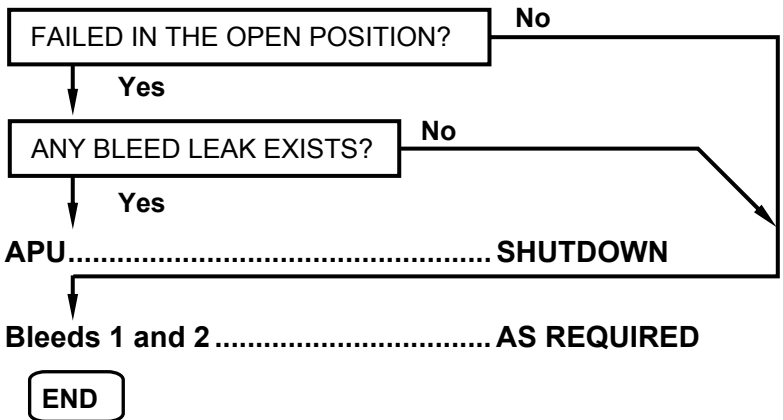 FAILED IN THE OPEN POSITION? No
Yes
ANY BLEED LEAK EXISTS? No
Yes
APU.................................................... SHUTDOWN
Bleeds 1 and 2.................................. AS REQUIRED
END